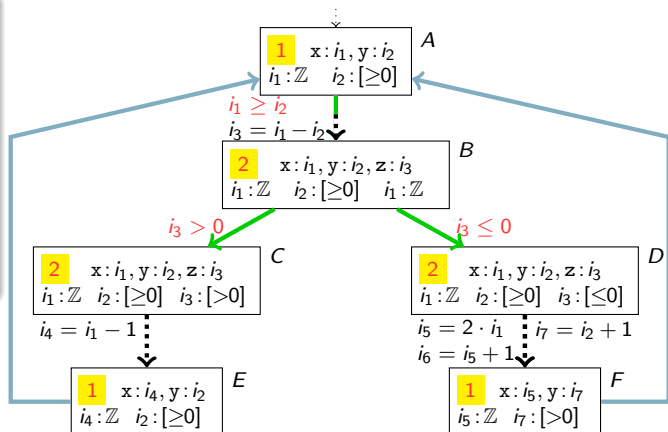 ⋮
1 x: i₁, y: i₂ A
i₁: ℤ i₂: [≥0]
i₁ ≥ i₂
i₃ = i₁ − i₂
B
2 x: i₁, y: i₂, z: i₃
i₁: ℤ i₂: [≥0] i₁: ℤ
i₃ > 0 i₃ ≤ 0
C
2 x: i₁, y: i₂, z: i₃
i₁: ℤ i₂: [≥0] i₃: [>0]
D
2 x: i₁, y: i₂, z: i₃
i₁: ℤ i₂: [≥0] i₃: [≤0]
i₄ = i₁ − 1
i₅ = 2 · i₁ i₇ = i₂ + 1
i₆ = i₅ + 1
E
1 x: i₄, y: i₂
i₄: ℤ i₂: [≥0]
F
1 x: i₅, y: i₇
i₅: ℤ i₇: [>0]